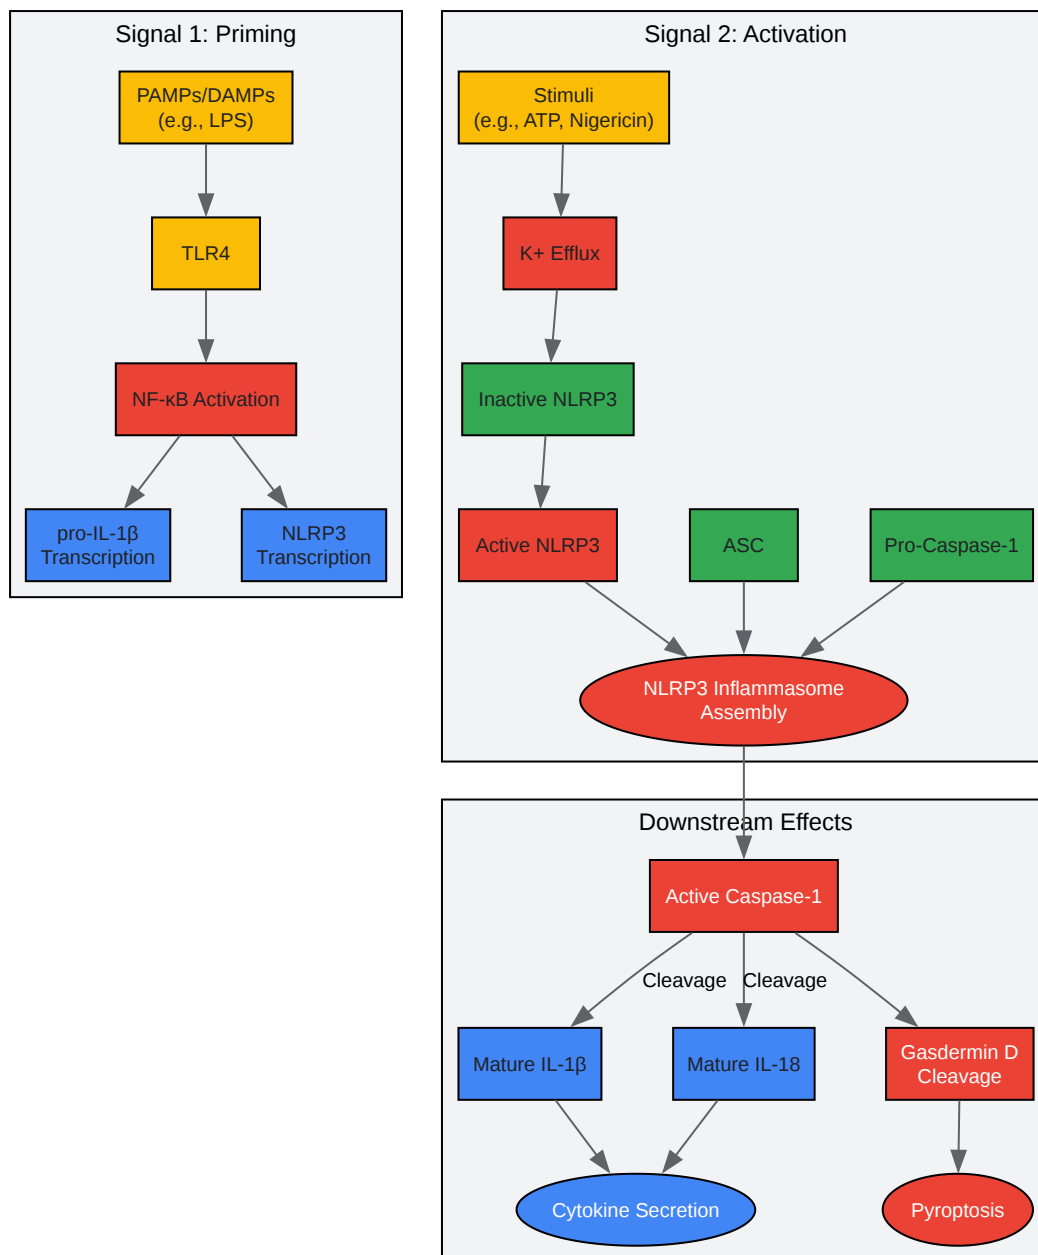 Signal 1: Priming
PAMPs/DAMPs
(e.g., LPS)
TLR4
NF-κB Activation
pro-IL-1β
Transcription
NLRP3
Transcription
Signal 2: Activation
Stimuli
(e.g., ATP, Nigericin)
K+ Efflux
Inactive NLRP3
Active NLRP3
ASC
Pro-Caspase-1
NLRP3 Inflammasome
Assembly
Downstream Effects
Active Caspase-1
Cleavage
Cleavage
Mature IL-1β
Mature IL-18
Gasdermin D
Cleavage
Cytokine Secretion
Pyroptosis